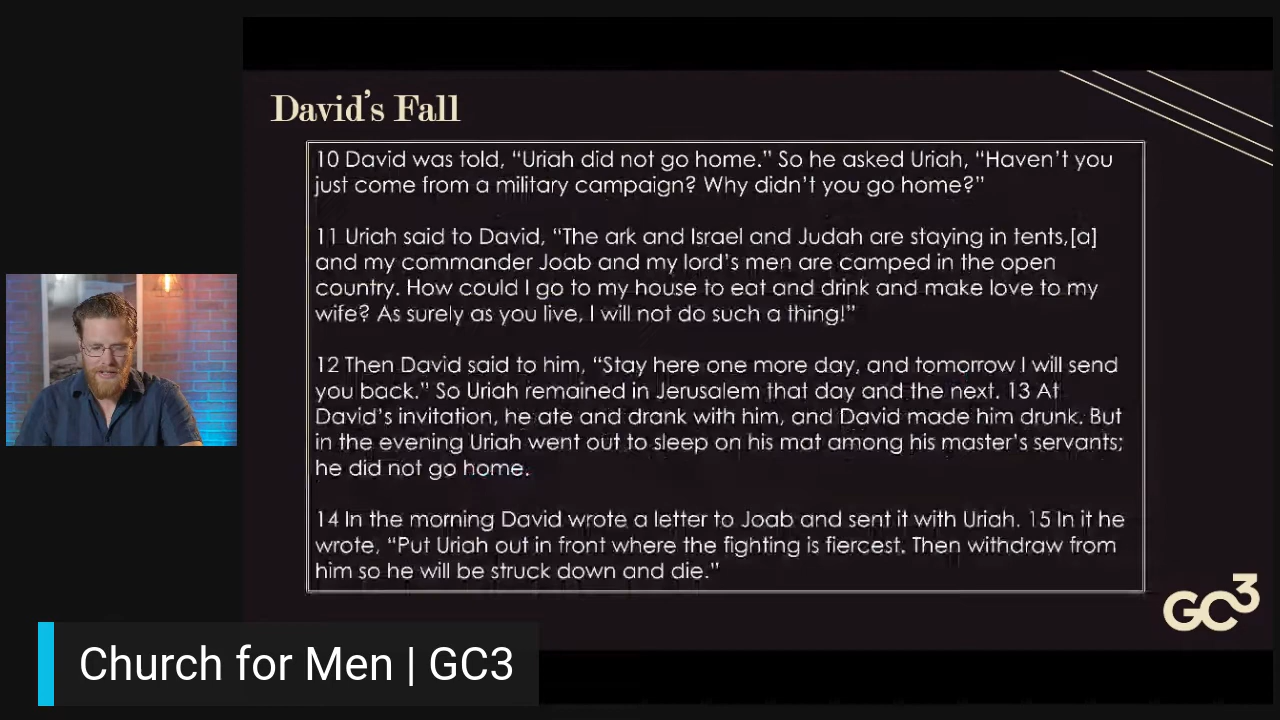 David's Fall
10 David was told, “Uriah did not go home.” So he asked Uriah, “Haven’t you
just come from a military campaign? Why didn’t you go home?”
11 Uriah said to David, “The ark and Israel and Judah are staying in tents,[a]
and my commander Joab and my lord’s men are camped in the open
country. How could I go to my house to eat and drink and make love to my
wife? As surely as you live, I will not do such a thing!”
12 Then David said to him, “Stay here one more day, and tomorrow I will send
you back.” So Uriah remained in Jerusalem that day and the next. 13 At
David’s invitation, he ate and drank with him, and David made him drunk. But
in the evening Uriah went out to sleep on his mat among his master’s servants;
he did not go home.
14 In the morning David wrote a letter to Joab and sent it with Uriah. 15 In it he
wrote, “Put Uriah out in front where the fighting is fiercest. Then withdraw from
him so he will be struck down and die.”
GC3
Church for Men | GC3